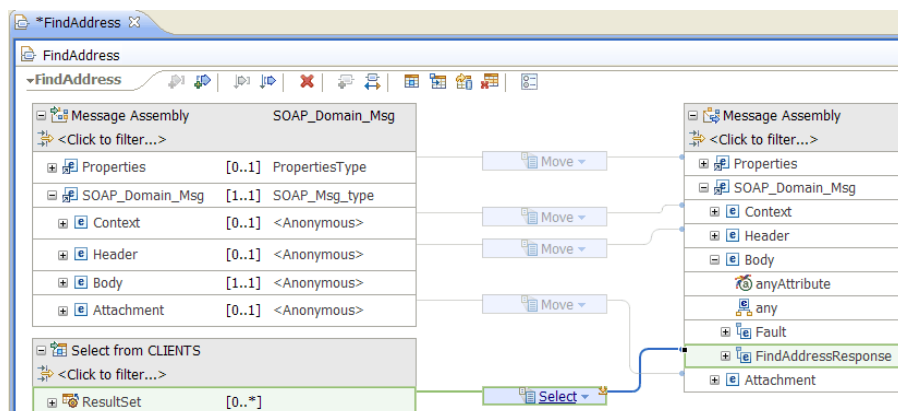 *FindAddress
FindAddress
FindAddress
Message Assembly SOAP_Domain_Msg
<Click to filter...>
Properties [0..1] PropertiesType
SOAP_Domain_Msg [1..1] SOAP_Msg_type
Context [0..1] <Anonymous>
Header [0..1] <Anonymous>
Body [1..1] <Anonymous>
Attachment [0..1] <Anonymous>
Select from CLIENTS
<Click to filter...>
ResultSet [0..*]
Move
Move
Move
Move
Select
Message Assembly
<Click to filter...>
Properties
SOAP_Domain_Msg
Context
Header
Body
anyAttribute
any
Fault
FindAddressResponse
Attachment